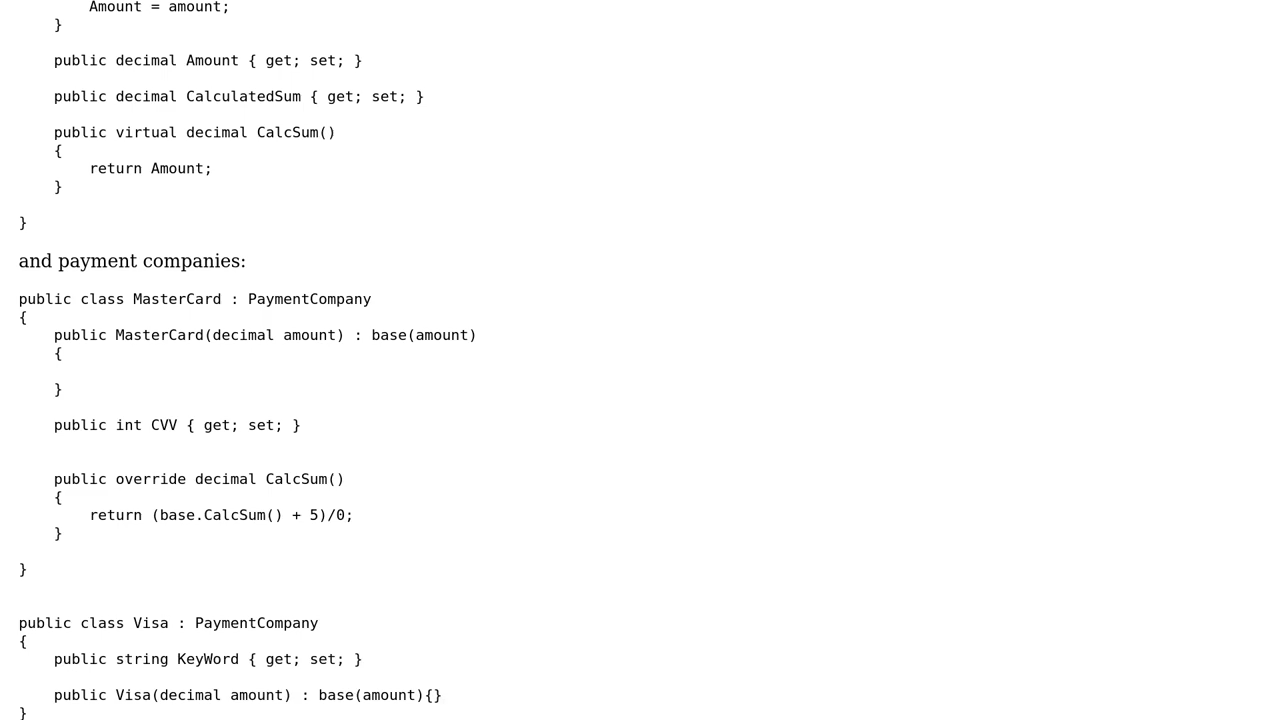 Amount = amount;
    }

    public decimal Amount { get; set; }

    public decimal CalculatedSum { get; set; }

    public virtual decimal CalcSum()
    {
        return Amount;
    }

}
and payment companies:
public class MasterCard : PaymentCompany
{
    public MasterCard(decimal amount) : base(amount)
    {

    }

    public int CVV { get; set; }


    public override decimal CalcSum()
    {
        return (base.CalcSum() + 5)/0;
    }

}


public class Visa : PaymentCompany
{
    public string KeyWord { get; set; }

    public Visa(decimal amount) : base(amount){}
}